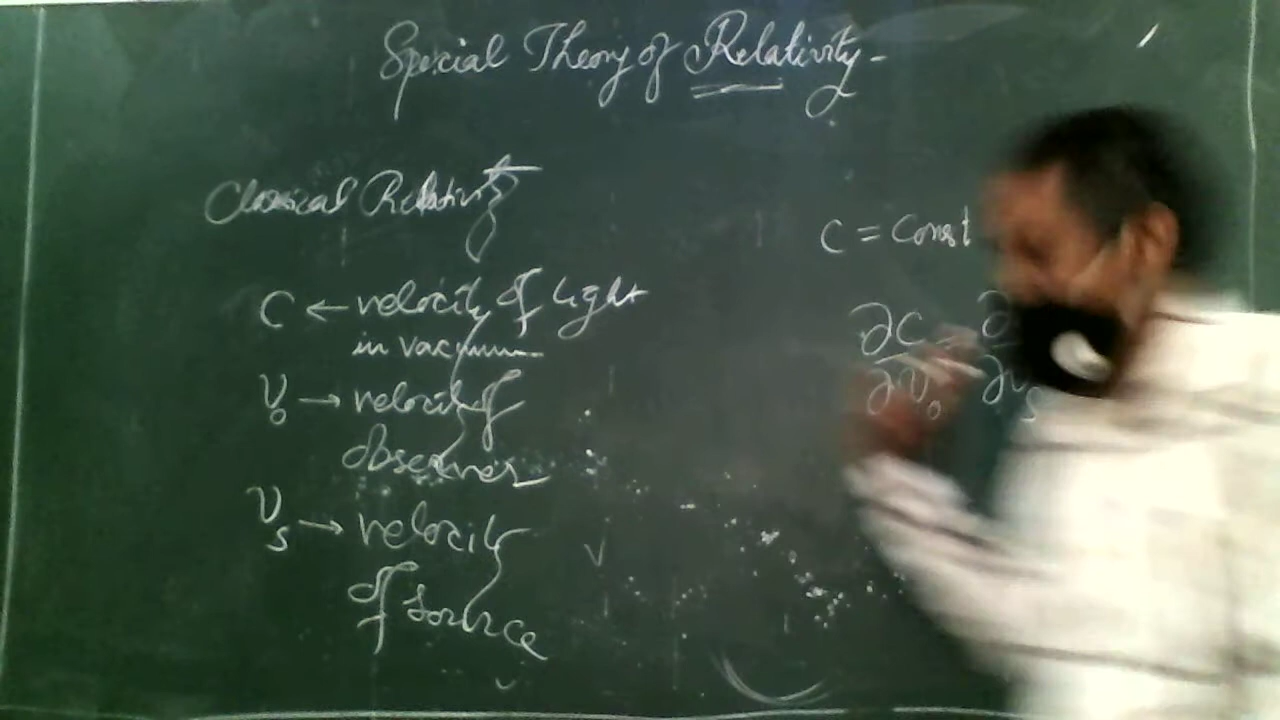 Special Theory of Relativity -
Classical Relativity
C ← velocity of light
in vacuum
V₀ → velocity of
observer
Vₛ → velocity
of source
C = Const
∂C
∂V₀
∂Vₛ